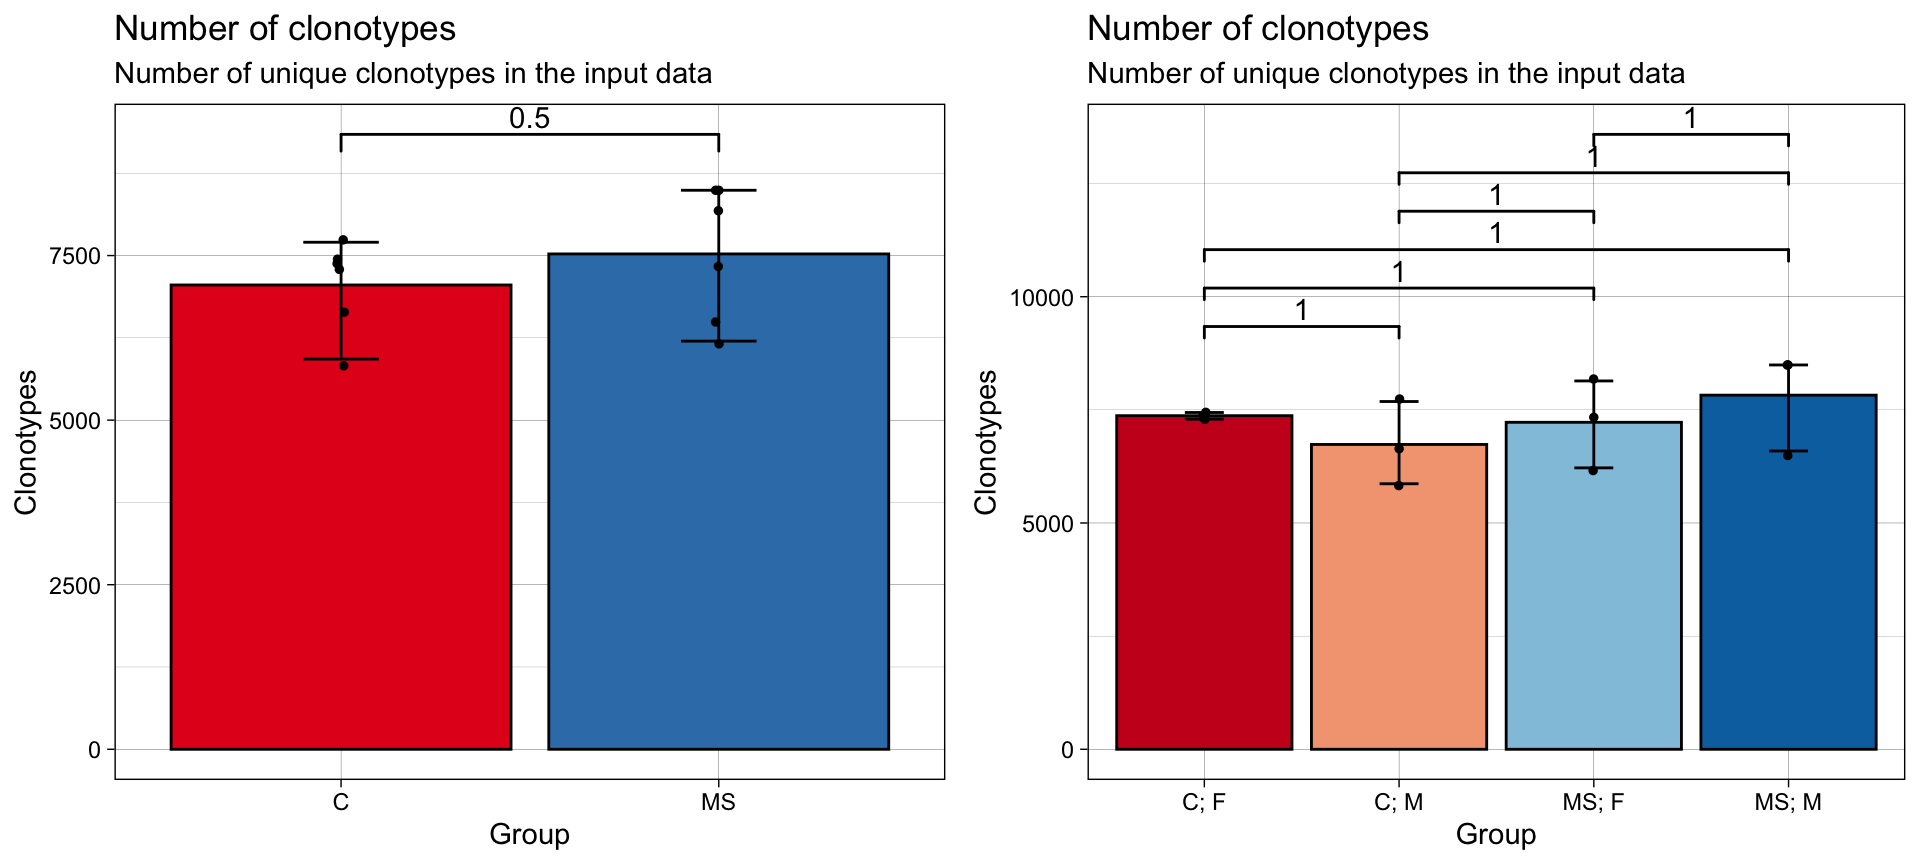 Number of clonotypes
Number of unique clonotypes in the input data
0.5
7500
5000
2500
0
Clonotypes
C
MS
Group
Number of clonotypes
Number of unique clonotypes in the input data
1
1
1
1
1
1
10000
5000
0
Clonotypes
C; F
C; M
MS; F
MS; M
Group